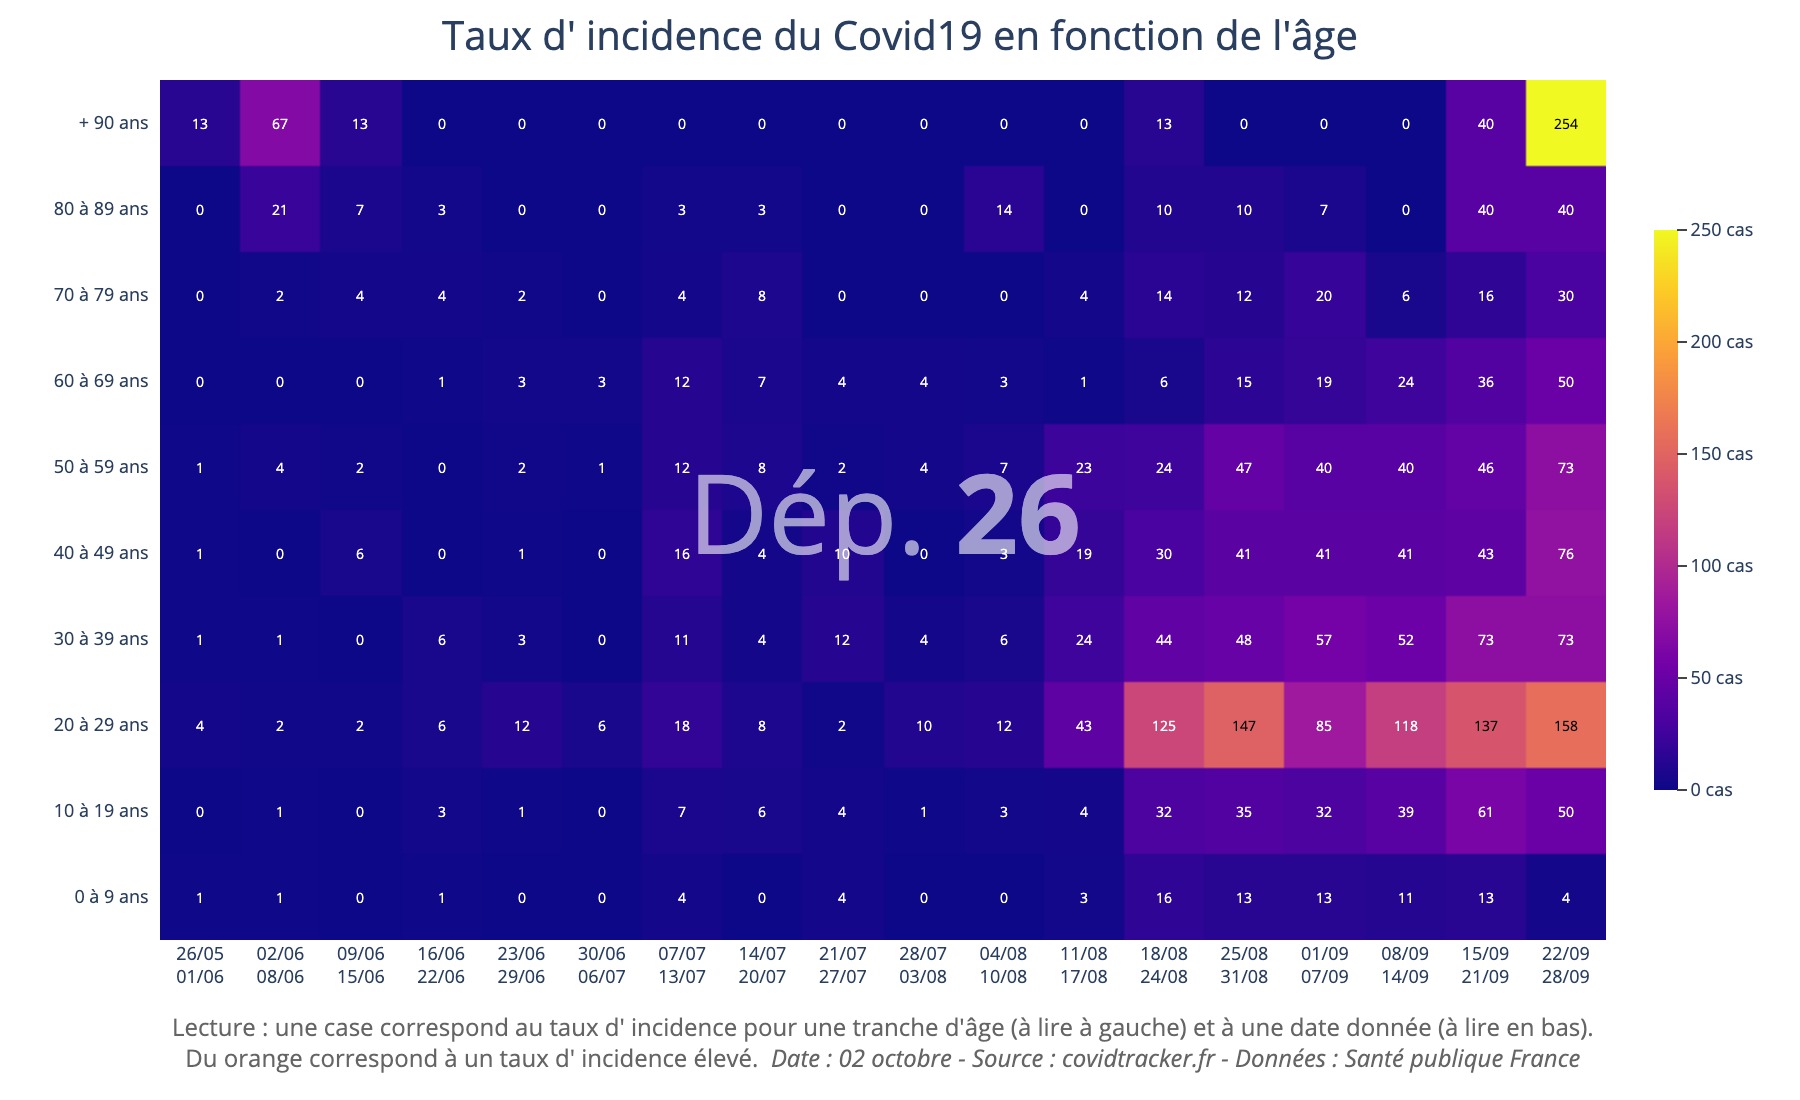 Taux d' incidence du Covid19 en fonction de l'âge
+ 90 ans 13 67 13 0 0 0 0 0 0 0 0 0 13 0 0 0 40 254
80 à 89 ans 0 21 7 3 0 0 3 3 0 0 14 0 10 10 7 0 40 40
70 à 79 ans 0 2 4 4 2 0 4 8 0 0 0 4 14 12 20 6 16 30
60 à 69 ans 0 0 0 1 3 3 12 7 4 4 3 1 6 15 19 24 36 50
50 à 59 ans 1 4 2 0 2 1 12 8 2 4 7 23 24 47 40 40 46 73
Dép. 26
40 à 49 ans 1 0 6 0 1 0 16 4 10 0 3 19 30 41 41 41 43 76
30 à 39 ans 1 1 0 6 3 0 11 4 12 4 6 24 44 48 57 52 73 73
20 à 29 ans 4 2 2 6 12 6 18 8 2 10 12 43 125 147 85 118 137 158
10 à 19 ans 0 1 0 3 1 0 7 6 4 1 3 4 32 35 32 39 61 50
0 à 9 ans 1 1 0 1 0 0 4 0 4 0 0 3 16 13 13 11 13 4
26/05 02/06 09/06 16/06 23/06 30/06 07/07 14/07 21/07 28/07 04/08 11/08 18/08 25/08 01/09 08/09 15/09 22/09
01/06 08/06 15/06 22/06 29/06 06/07 13/07 20/07 27/07 03/08 10/08 17/08 24/08 31/08 07/09 14/09 21/09 28/09
250 cas
200 cas
150 cas
100 cas
50 cas
0 cas
Lecture : une case correspond au taux d' incidence pour une tranche d'âge (à lire à gauche) et à une date donnée (à lire en bas).
Du orange correspond à un taux d' incidence élevé. Date : 02 octobre - Source : covidtracker.fr - Données : Santé publique France